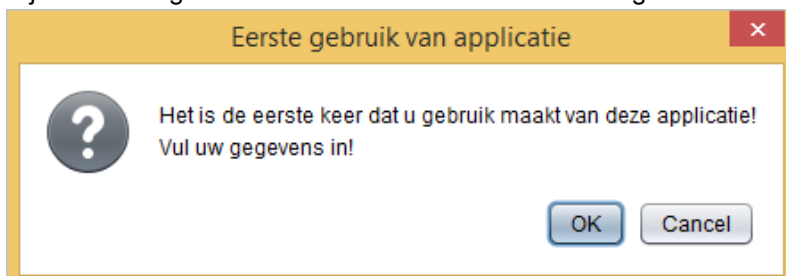 Eerste gebruik van applicatie
Het is de eerste keer dat u gebruik maakt van deze applicatie!
Vul uw gegevens in!
OK Cancel